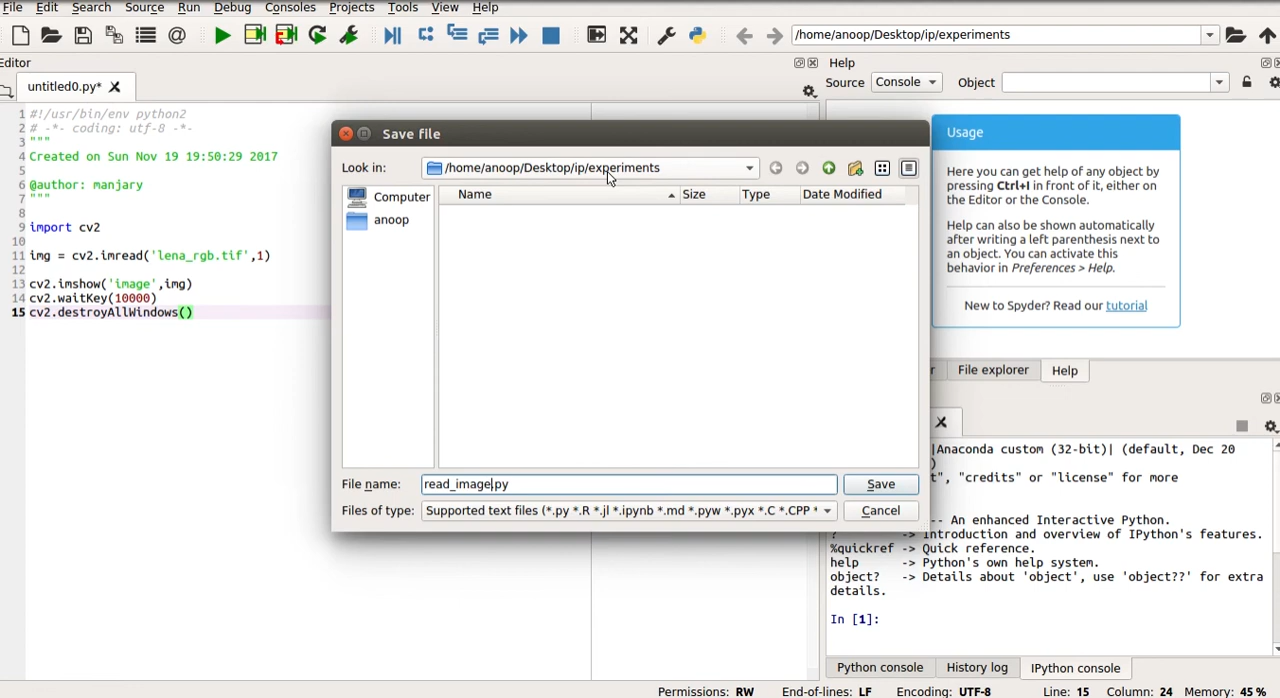 File Edit Search Source Run Debug Consoles Projects Tools View Help
/home/anoop/Desktop/ip/experiments
Editor
Help
untitled0.py*
Source Console Object
1 #!/usr/bin/env python2
2 # -*- coding: utf-8 -*-
3 """
4 Created on Sun Nov 19 19:50:29 2017
5
6 @author: manjary
7 """
8
9 import cv2
10
11 img = cv2.imread('lena_rgb.tif',1)
12
13 cv2.imshow('image',img)
14 cv2.waitKey(10000)
15 cv2.destroyAllWindows()
Save file
Look in: /home/anoop/Desktop/ip/experiments
Computer
anoop
Name Size Type Date Modified
File name: read_image.py Save
Files of type: Supported text files (*.py *.R *.jl *.ipynb *.md *.pyw *.pyx *.C *.CPP * Cancel
Usage
Here you can get help of any object by
pressing Ctrl+I in front of it, either on
the Editor or the Console.
Help can also be shown automatically
after writing a left parenthesis next to
an object. You can activate this
behavior in Preferences > Help.
New to Spyder? Read our tutorial
r File explorer Help
|Anaconda custom (32-bit)| (default, Dec 20
)
t", "credits" or "license" for more
-- An enhanced Interactive Python.
? -> Introduction and overview of IPython's features.
%quickref -> Quick reference.
help -> Python's own help system.
object? -> Details about 'object', use 'object??' for extra
details.
In [1]:
Python console History log IPython console
Permissions: RW End-of-lines: LF Encoding: UTF-8 Line: 15 Column: 24 Memory: 45 %